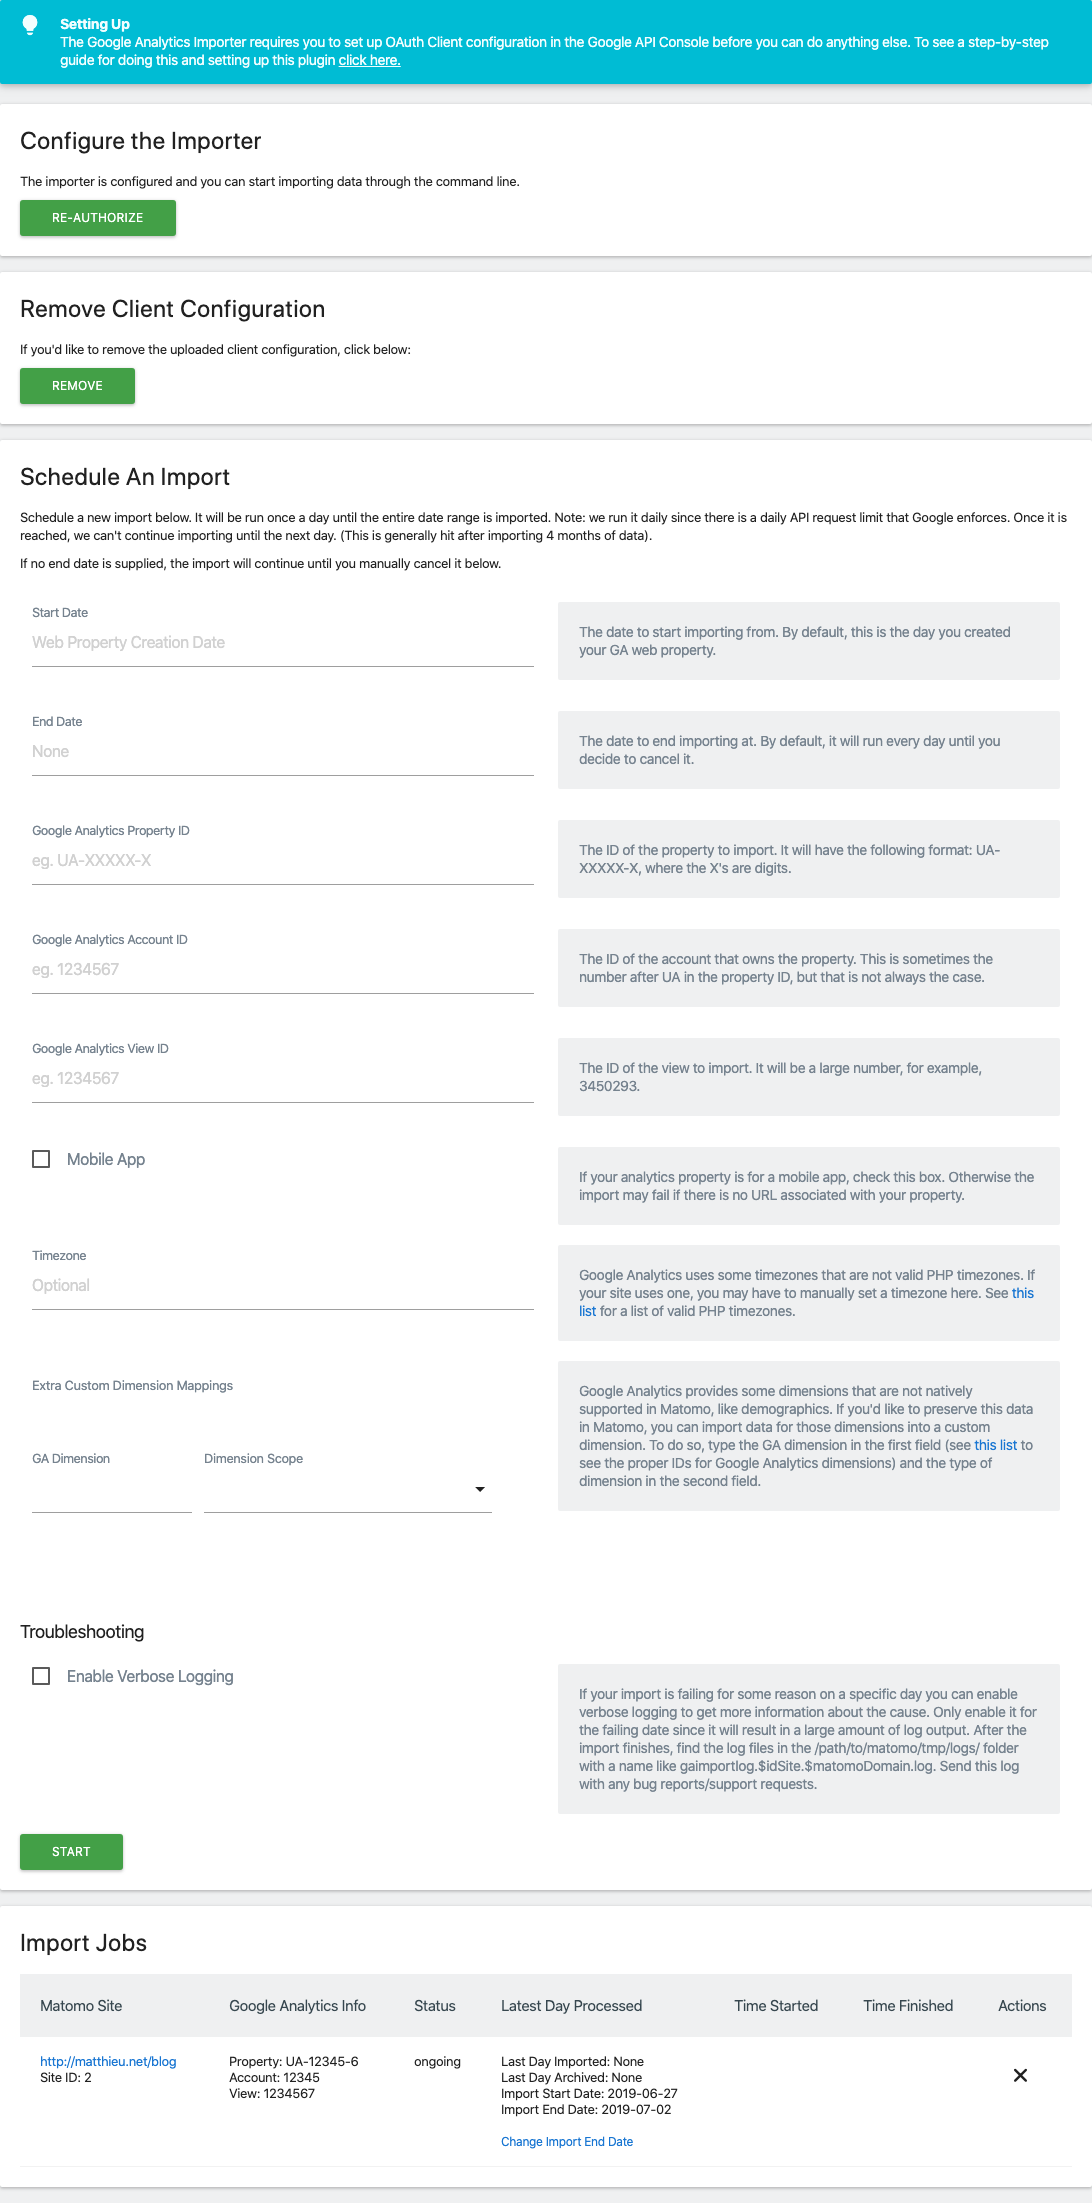 Setting Up
The Google Analytics Importer requires you to set up OAuth Client configuration in the Google API Console before you can do anything else. To see a step-by-step
guide for doing this and setting up this plugin click here.
Configure the Importer
The importer is configured and you can start importing data through the command line.
RE-AUTHORIZE
Remove Client Configuration
If you'd like to remove the uploaded client configuration, click below:
REMOVE
Schedule An Import
Schedule a new import below. It will be run once a day until the entire date range is imported. Note: we run it daily since there is a daily API request limit that Google enforces. Once it is
reached, we can't continue importing until the next day. (This is generally hit after importing 4 months of data).
If no end date is supplied, the import will continue until you manually cancel it below.
Start Date
Web Property Creation Date
The date to start importing from. By default, this is the day you created
your GA web property.
End Date
None
The date to end importing at. By default, it will run every day until you
decide to cancel it.
Google Analytics Property ID
eg. UA-XXXXX-X
The ID of the property to import. It will have the following format: UA-
XXXXX-X, where the X's are digits.
Google Analytics Account ID
eg. 1234567
The ID of the account that owns the property. This is sometimes the
number after UA in the property ID, but that is not always the case.
Google Analytics View ID
eg. 1234567
The ID of the view to import. It will be a large number, for example,
3450293.
Mobile App
If your analytics property is for a mobile app, check this box. Otherwise the
import may fail if there is no URL associated with your property.
Timezone
Optional
Google Analytics uses some timezones that are not valid PHP timezones. If
your site uses one, you may have to manually set a timezone here. See this
list for a list of valid PHP timezones.
Extra Custom Dimension Mappings
GA Dimension
Dimension Scope
Google Analytics provides some dimensions that are not natively
supported in Matomo, like demographics. If you'd like to preserve this data
in Matomo, you can import data for those dimensions into a custom
dimension. To do so, type the GA dimension in the first field (see this list to
see the proper IDs for Google Analytics dimensions) and the type of
dimension in the second field.
Troubleshooting
Enable Verbose Logging
If your import is failing for some reason on a specific day you can enable
verbose logging to get more information about the cause. Only enable it for
the failing date since it will result in a large amount of log output. After the
import finishes, find the log files in the /path/to/matomo/tmp/logs/ folder
with a name like gaimportlog.$idSite.$matomoDomain.log. Send this log
with any bug reports/support requests.
START
Import Jobs
Matomo Site Google Analytics Info Status Latest Day Processed Time Started Time Finished Actions
http://matthieu.net/blog
Site ID: 2
Property: UA-12345-6
Account: 12345
View: 1234567
ongoing
Last Day Imported: None
Last Day Archived: None
Import Start Date: 2019-06-27
Import End Date: 2019-07-02
Change Import End Date